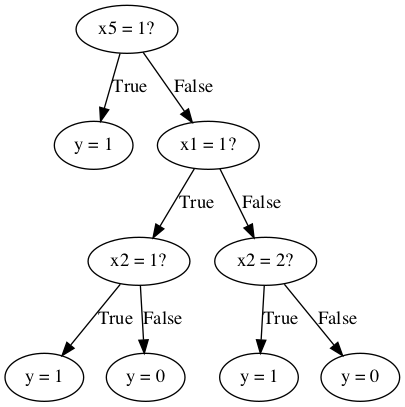 x5 = 1?
True
False
y = 1
x1 = 1?
True
False
x2 = 1?
x2 = 2?
True
False
True
False
y = 1
y = 0
y = 1
y = 0